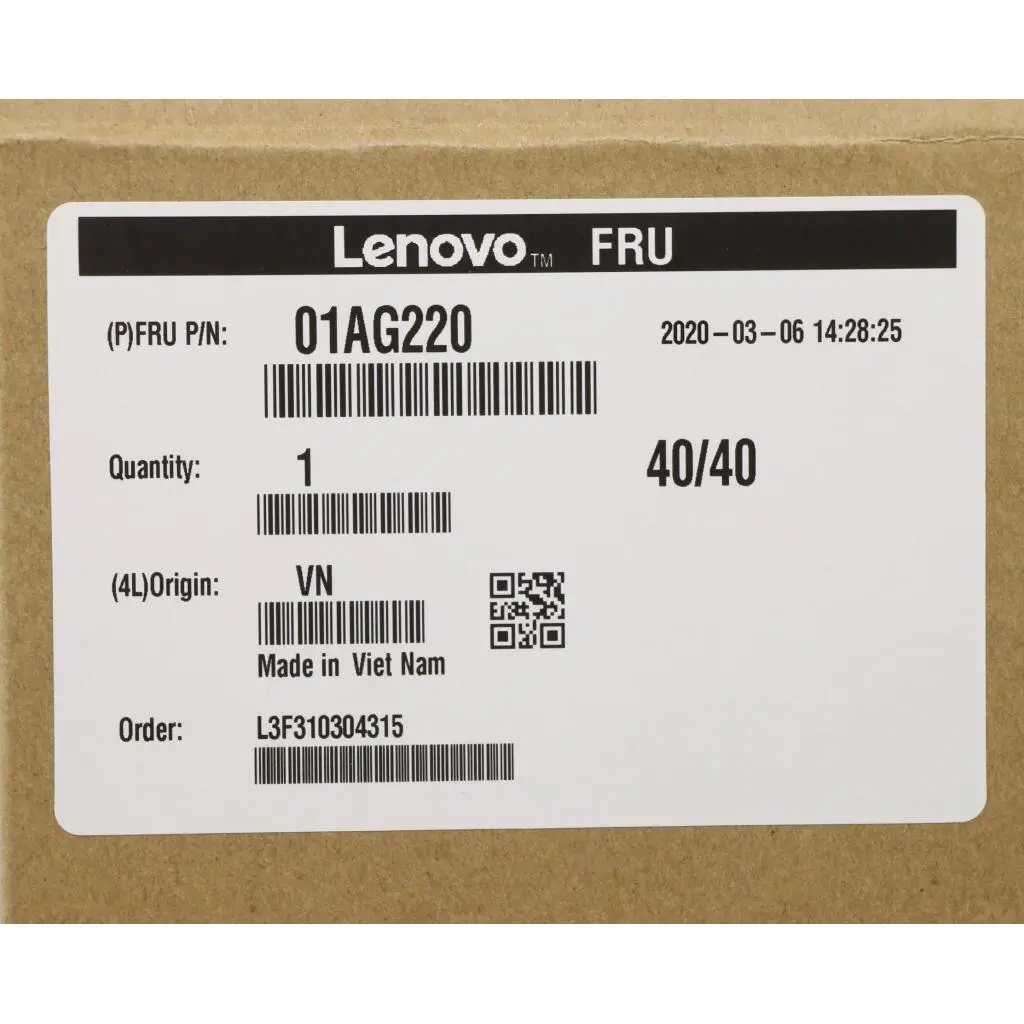 Lenovo™ FRU
(P)FRU P/N: 01AG220 2020-03-06 14:28:25
Quantity: 1 40/40
(4L)Origin: VN
Made in Viet Nam
Order: L3F310304315